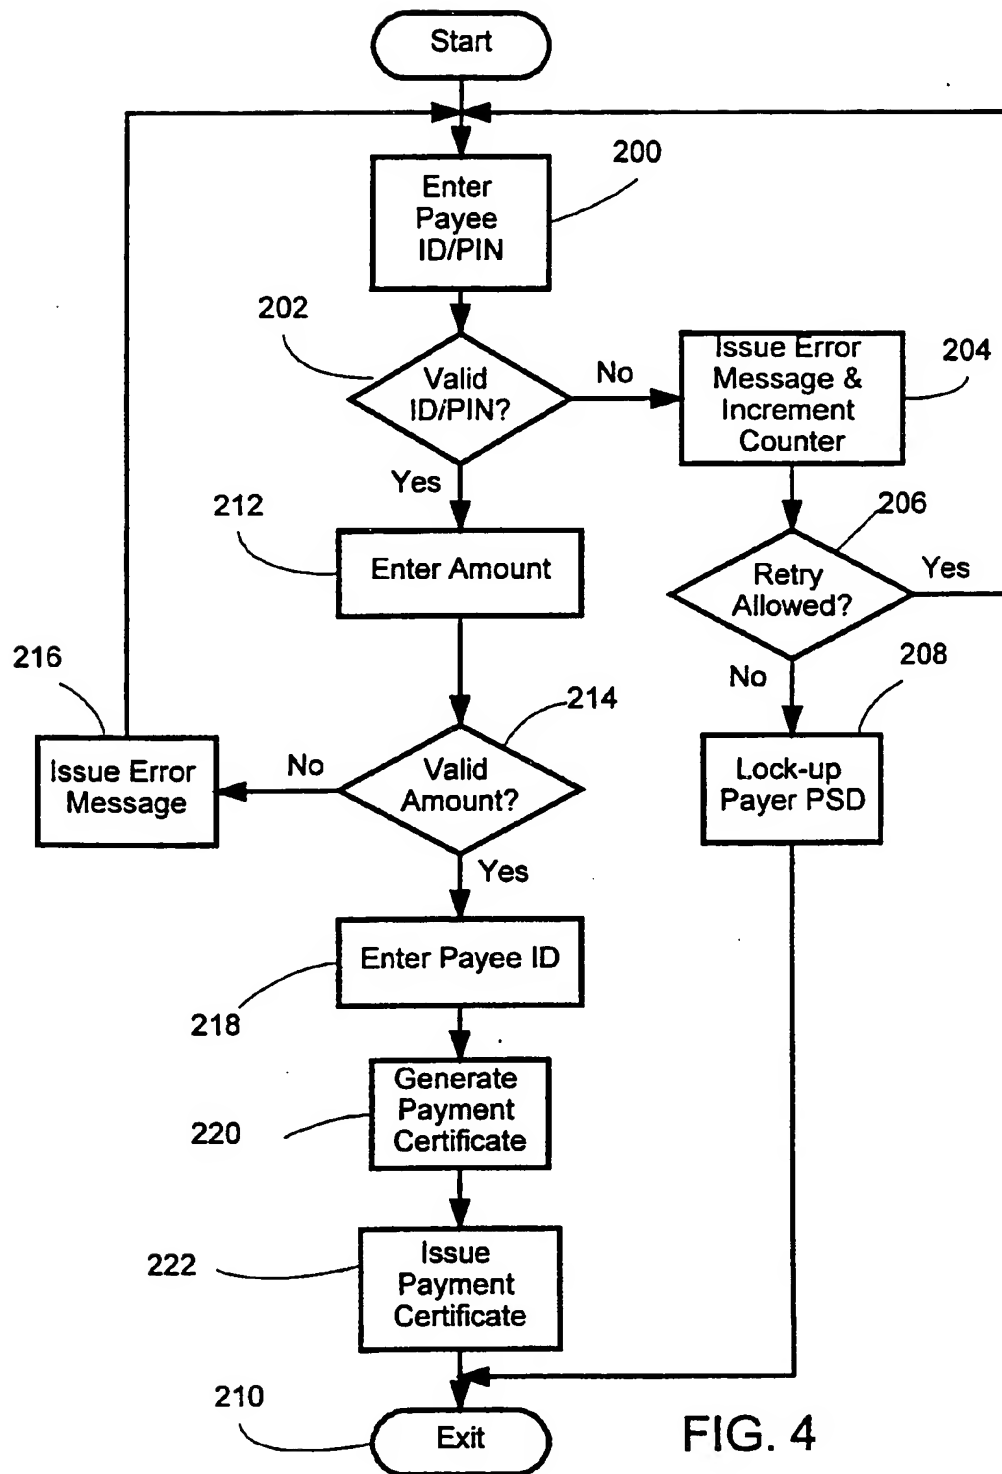 Start
200
Enter
Payee
ID/PIN
202
Valid
ID/PIN?
No
Issue Error
Message &
Increment
Counter
204
Yes
212
Enter Amount
206
Retry
Allowed?
Yes
216
Issue Error
Message
No
214
Valid
Amount?
No
208
Lock-up
Payer PSD
Yes
Enter Payee ID
218
Generate
Payment
Certificate
220
222
Issue
Payment
Certificate
210
Exit
FIG. 4